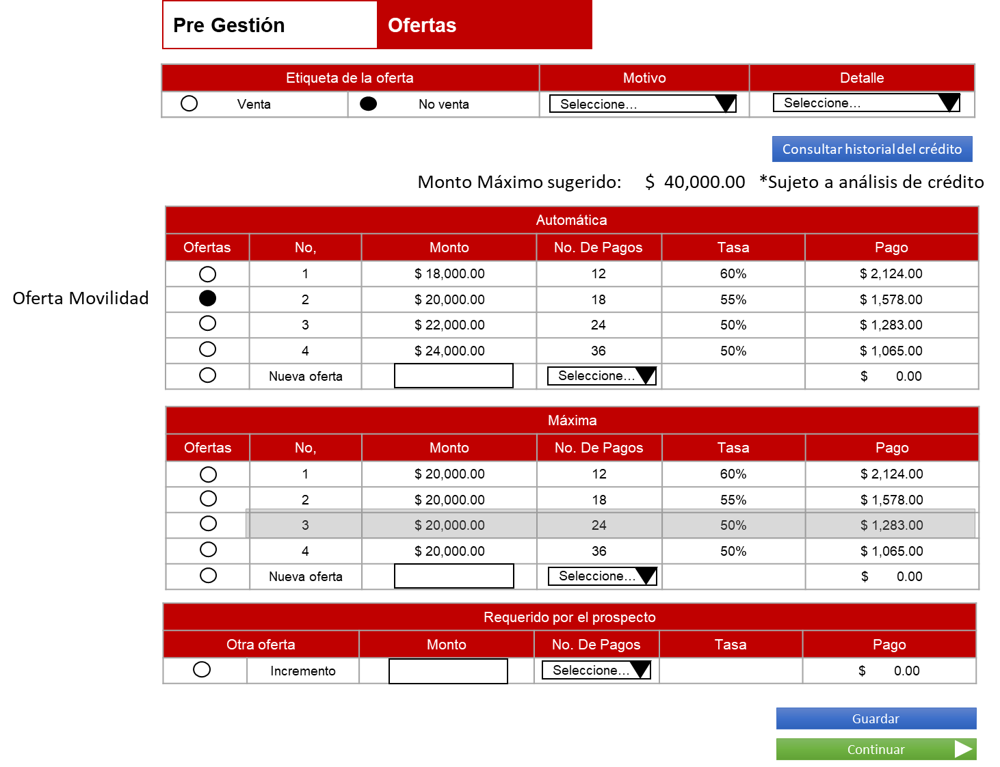 Pre Gestión Ofertas
Etiqueta de la oferta Motivo Detalle
Venta No venta Seleccione... Seleccione...
Consultar historial del crédito
Monto Máximo sugerido: $ 40,000.00 *Sujeto a análisis de crédito
Automática
Ofertas No, Monto No. De Pagos Tasa Pago
1 $ 18,000.00 12 60% $ 2,124.00
Oferta Movilidad 2 $ 20,000.00 18 55% $ 1,578.00
3 $ 22,000.00 24 50% $ 1,283.00
4 $ 24,000.00 36 50% $ 1,065.00
Nueva oferta Seleccione... $ 0.00
Máxima
Ofertas No, Monto No. De Pagos Tasa Pago
1 $ 20,000.00 12 60% $ 2,124.00
2 $ 20,000.00 18 55% $ 1,578.00
3 $ 20,000.00 24 50% $ 1,283.00
4 $ 20,000.00 36 50% $ 1,065.00
Nueva oferta Seleccione... $ 0.00
Requerido por el prospecto
Otra oferta Monto No. De Pagos Tasa Pago
Incremento Seleccione... $ 0.00
Guardar
Continuar